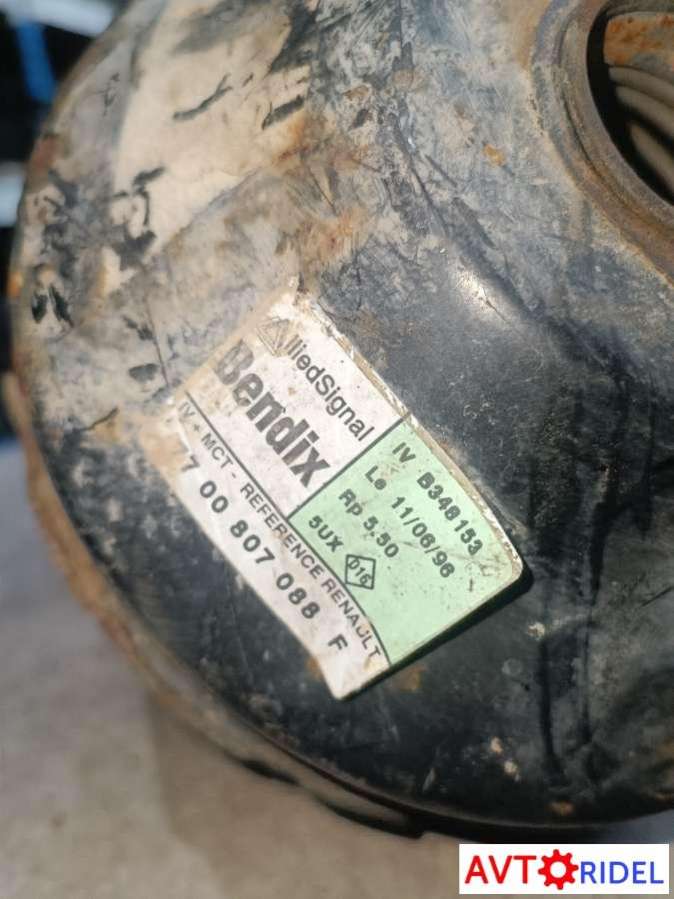 AlliedSignal
Bendix
IV B348153
Le 11/06/96
Rp 5.50
5UX D16
IV + MCT - REFERENCE RENAULT
7 00 807 088 F
AVTORIDEL